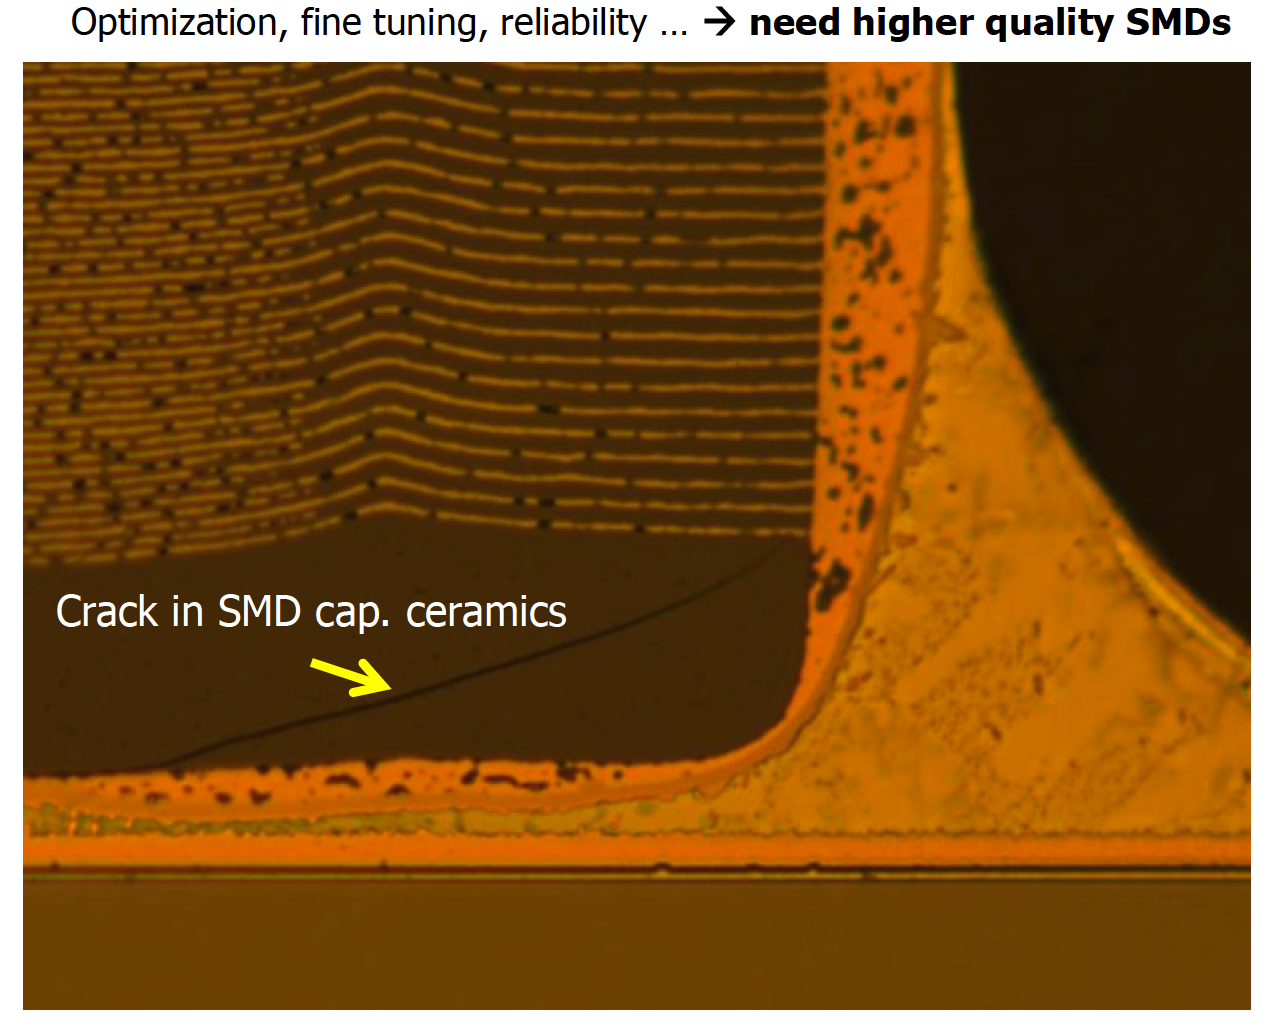 Optimization, fine tuning, reliability ... → need higher quality SMDs
Crack in SMD cap. ceramics